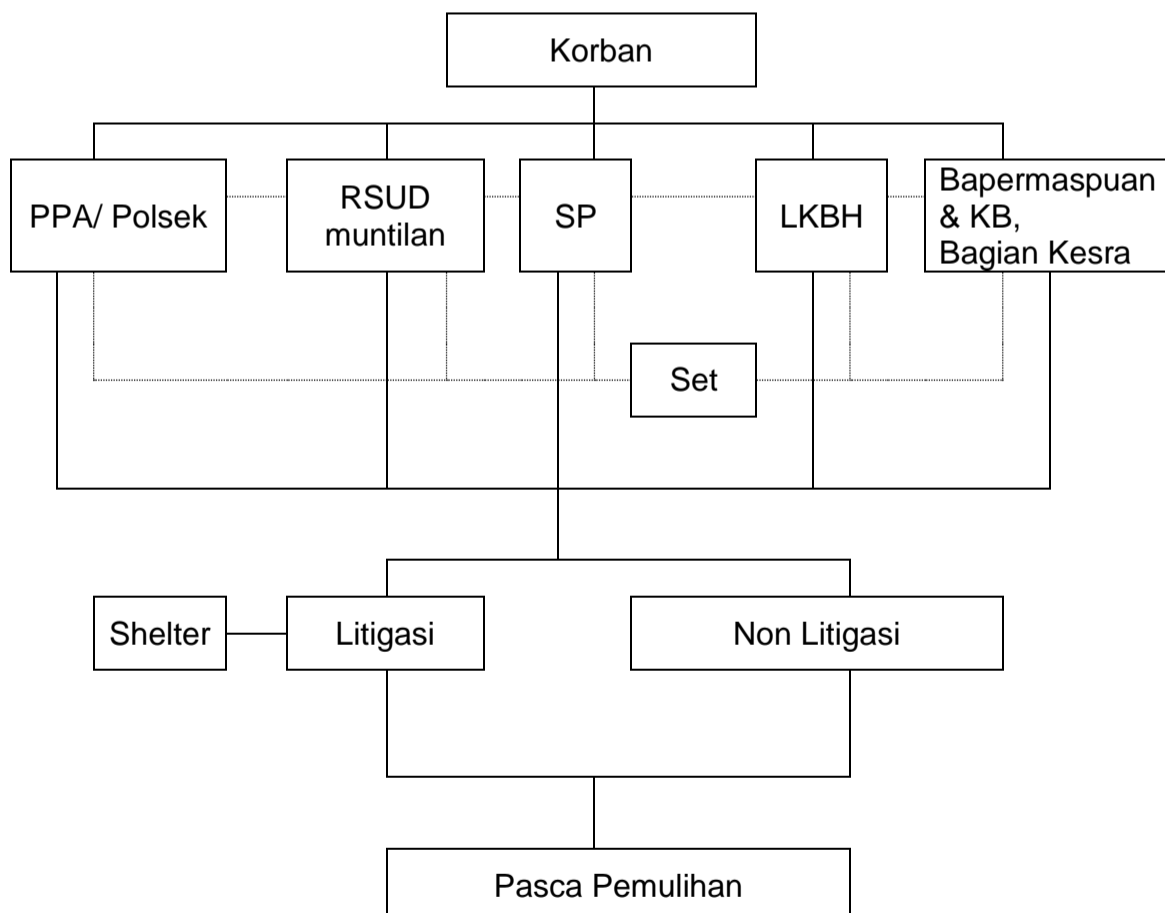 Korban
PPA/ Polsek
RSUD
muntilan
SP
LKBH
Bapermaspuan
& KB,
Bagian Kesra
Set
Shelter
Litigasi
Non Litigasi
Pasca Pemulihan